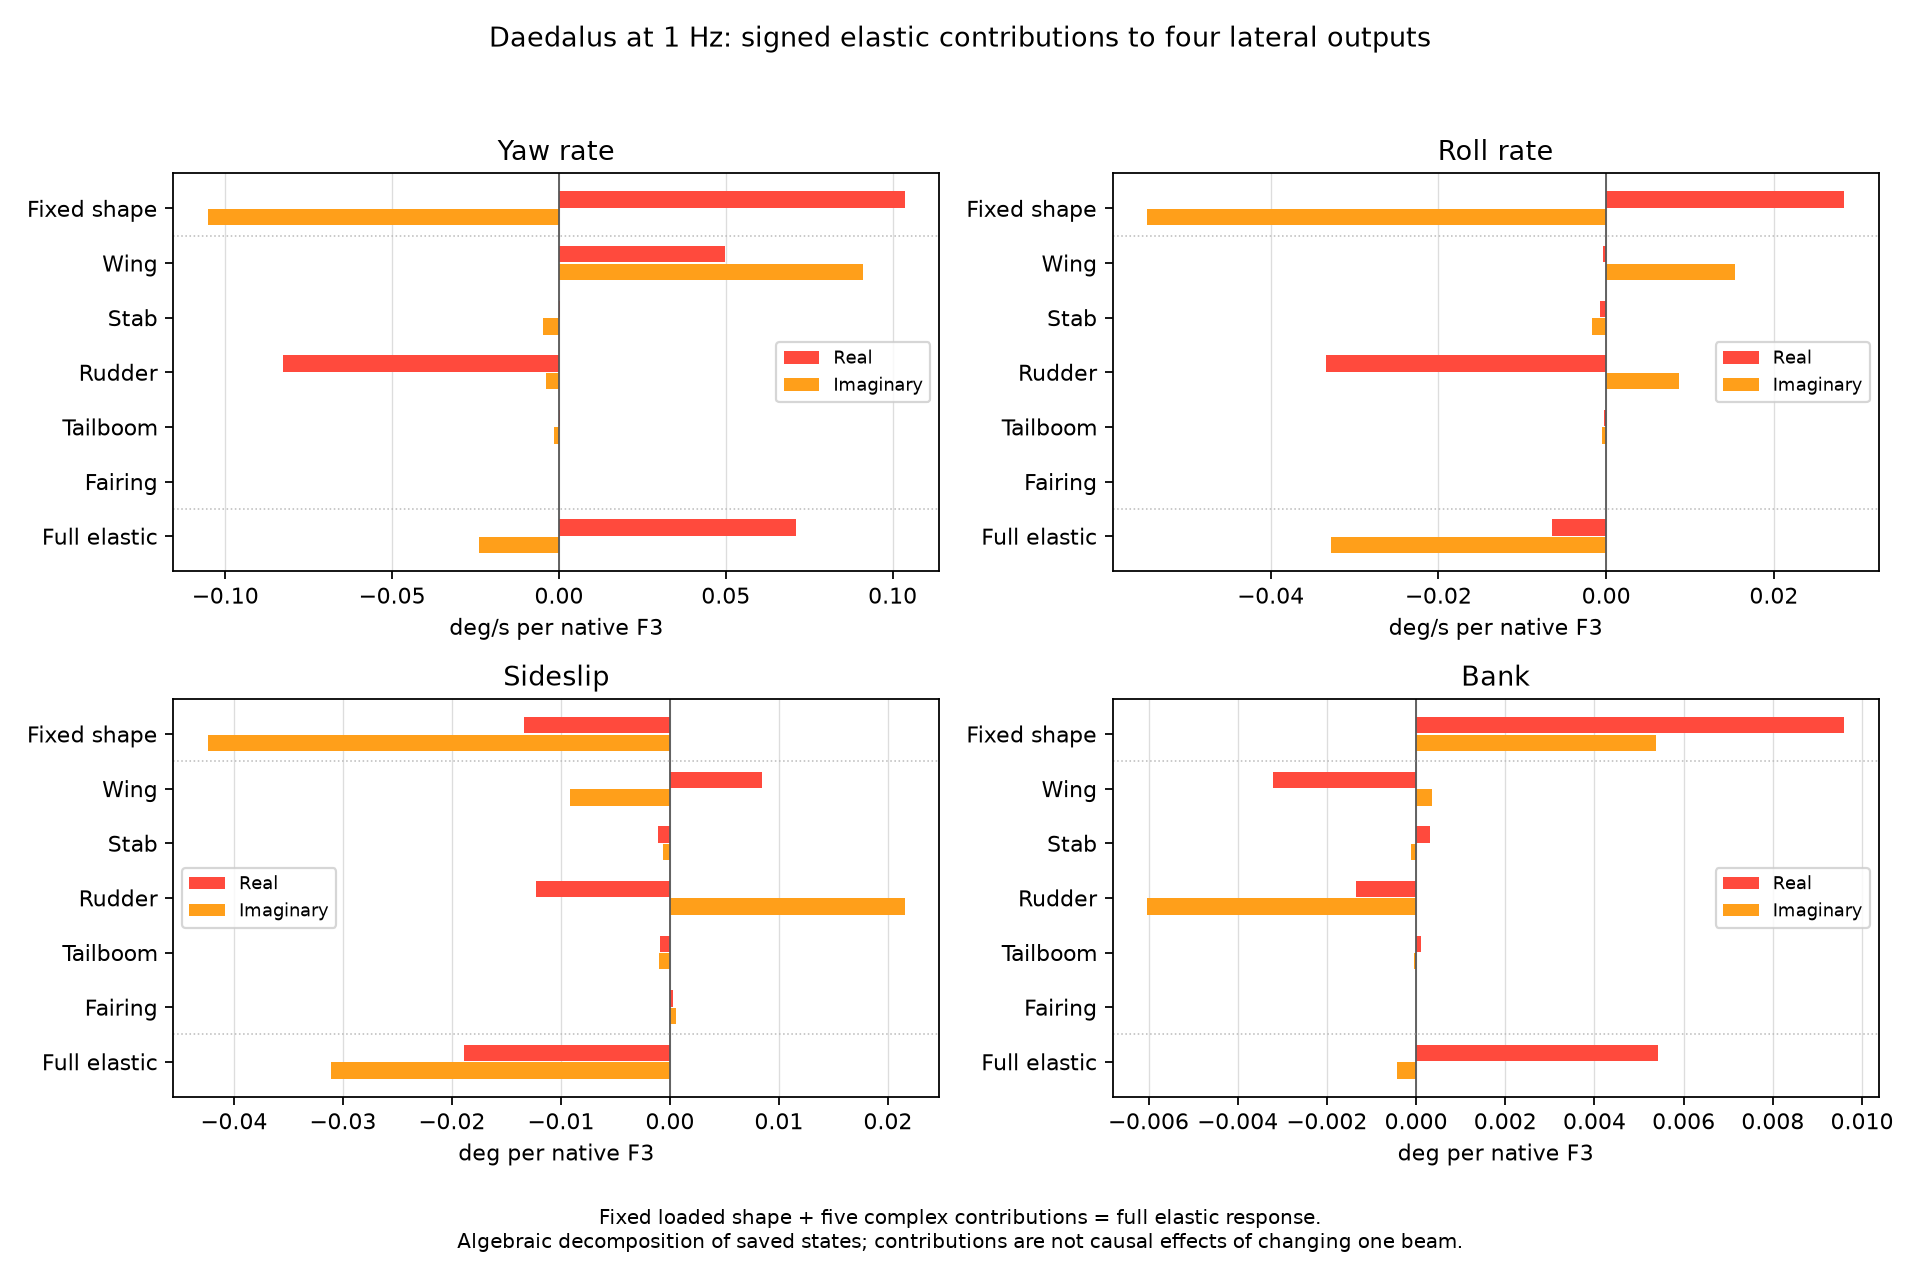 Daedalus at 1 Hz: signed elastic contributions to four lateral outputs
Yaw rate
Fixed shape
Wing
Stab
Rudder
Tailboom
Fairing
Full elastic
Real
Imaginary
−0.10 −0.05 0.00 0.05 0.10
deg/s per native F3
Roll rate
Fixed shape
Wing
Stab
Rudder
Tailboom
Fairing
Full elastic
Real
Imaginary
−0.04 −0.02 0.00 0.02
deg/s per native F3
Sideslip
Fixed shape
Wing
Stab
Rudder
Tailboom
Fairing
Full elastic
Real
Imaginary
−0.04 −0.03 −0.02 −0.01 0.00 0.01 0.02
deg per native F3
Bank
Fixed shape
Wing
Stab
Rudder
Tailboom
Fairing
Full elastic
Real
Imaginary
−0.006 −0.004 −0.002 0.000 0.002 0.004 0.006 0.008 0.010
deg per native F3
Fixed loaded shape + five complex contributions = full elastic response.
Algebraic decomposition of saved states; contributions are not causal effects of changing one beam.